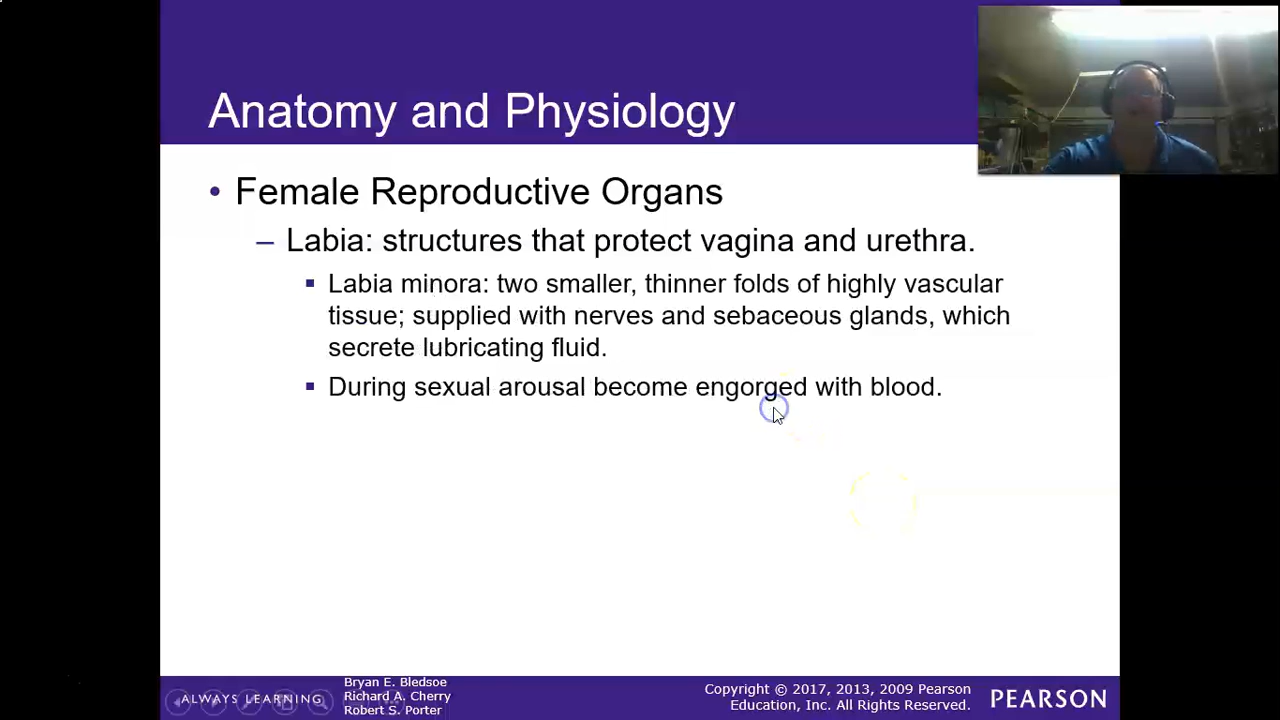 Anatomy and Physiology
• Female Reproductive Organs
– Labia: structures that protect vagina and urethra.
▪ Labia minora: two smaller, thinner folds of highly vascular
tissue; supplied with nerves and sebaceous glands, which
secrete lubricating fluid.
▪ During sexual arousal become engorged with blood.
ALWAYS LEARNING
Bryan E. Bledsoe
Richard A. Cherry
Robert S. Porter
Copyright © 2017, 2013, 2009 Pearson
Education, Inc. All Rights Reserved.
PEARSON